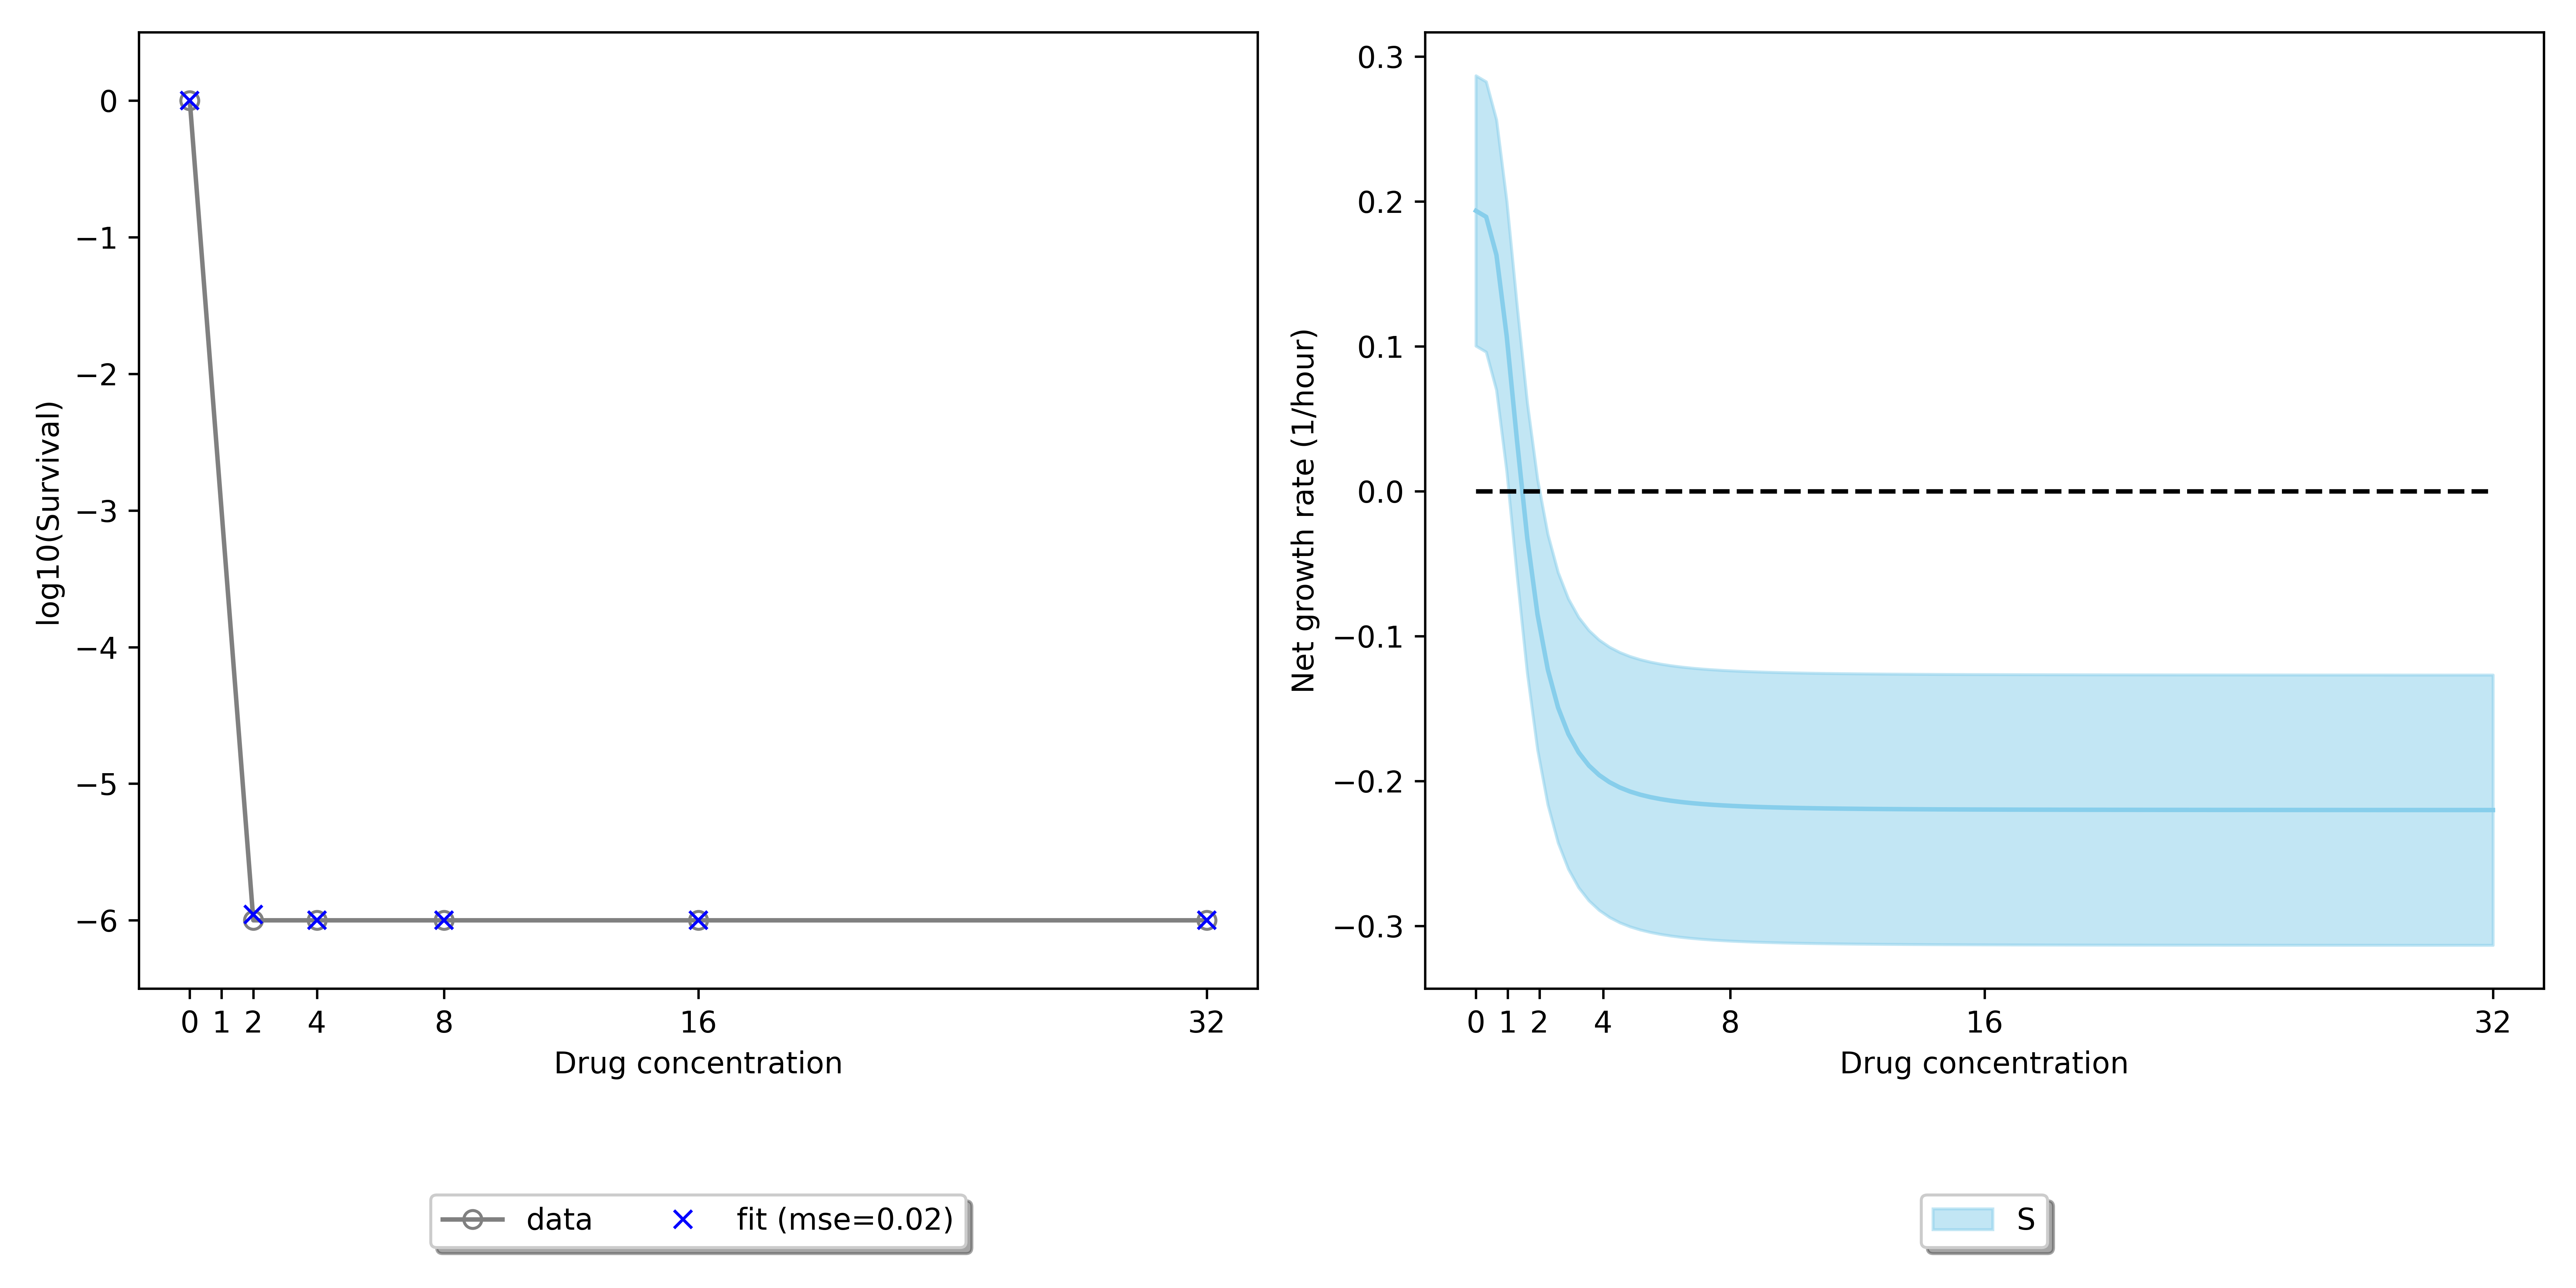 0
−1
−2
−3
−4
−5
−6
log10(Survival)
0 1 2 4 8 16 32
Drug concentration
data fit (mse=0.02)
0.3
0.2
0.1
0.0
−0.1
−0.2
−0.3
Net growth rate (1/hour)
0 1 2 4 8 16 32
Drug concentration
S